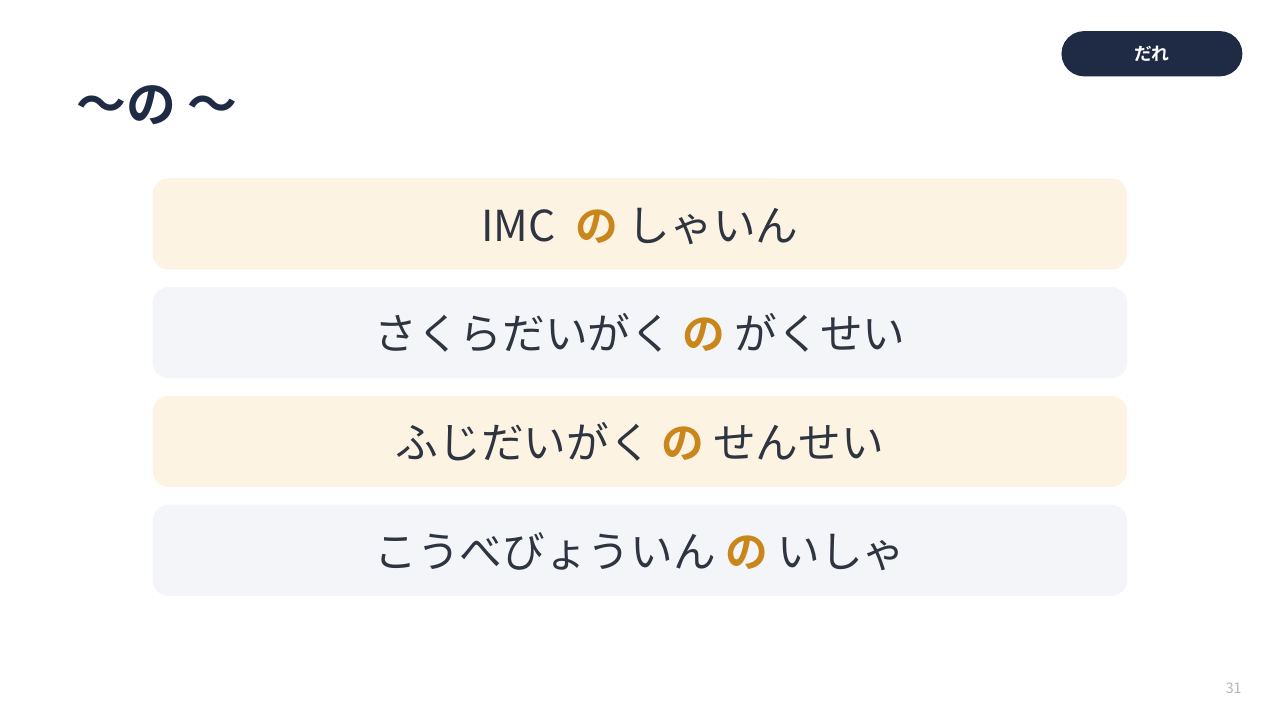 だれ
～の ～
IMC の しゃいん
さくらだいがく の がくせい
ふじだいがく の せんせい
こうべびょういん の いしゃ
31